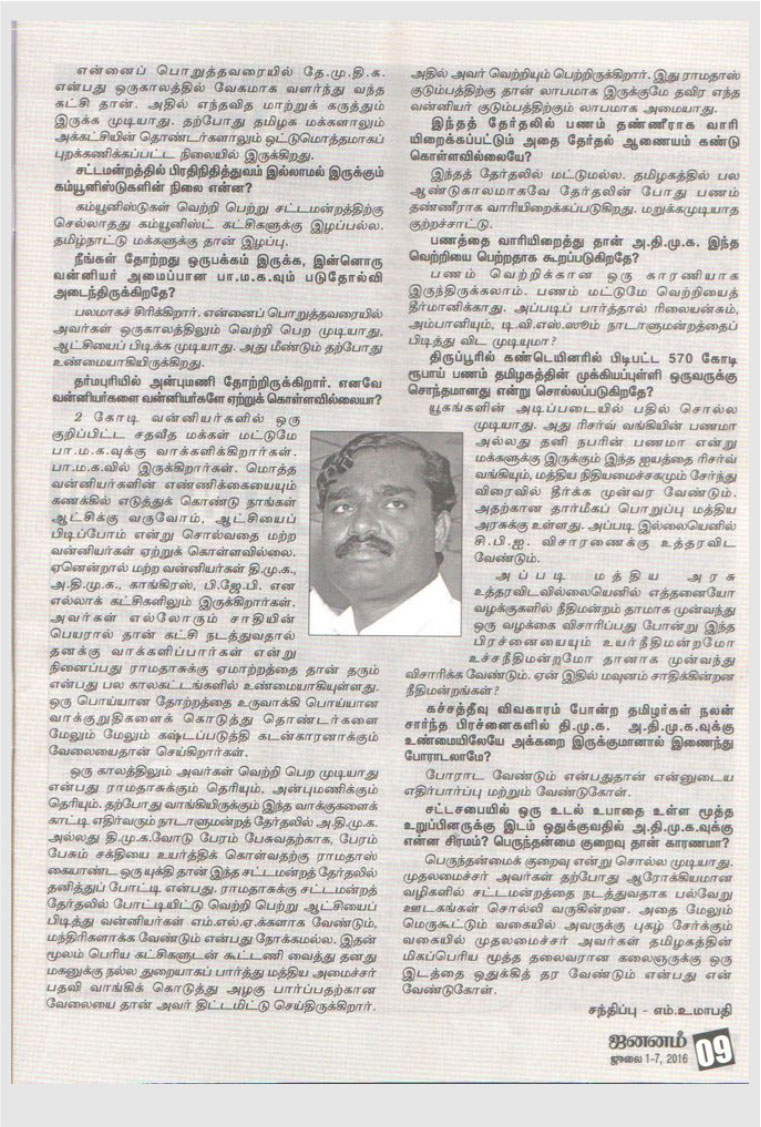 என்னைப் பொறுத்தவரையில் தே.மு.தி.க.
என்பது ஒருகாலத்தில் வேகமாக வளர்ந்து வந்த
கட்சி தான். அதில் எந்தவித மாற்றுக் கருத்தும்
இருக்க முடியாது. தற்போது தமிழக மக்களாலும்
அக்கட்சியின் தொண்டர்களாலும் ஒட்டுமொத்தமாகப்
புறக்கணிக்கப்பட்ட நிலையில் இருக்கிறது.
சட்டமன்றத்தில் பிரதிநிதித்துவம் இல்லாமல் இருக்கும்
கம்யூனிஸ்டுகளின் நிலை என்ன?
கம்யூனிஸ்டுகள் வெற்றி பெற்று சட்டமன்றத்திற்கு
செல்லாதது கம்யூனிஸ்ட் கட்சிகளுக்கு இழப்பல்ல.
தமிழ்நாட்டு மக்களுக்கு தான் இழப்பு.
நீங்கள் தோற்றது ஒருபக்கம் இருக்க, இன்னொரு
வன்னியர் அமைப்பான பா.ம.க.வும் படுதோல்வி
அடைந்திருக்கிறதே?
பலமாகச் சிரிக்கிறார். என்னைப் பொறுத்தவரையில்
அவர்கள் ஒருகாலத்திலும் வெற்றி பெற முடியாது,
ஆட்சியைப் பிடிக்க முடியாது. அது மீண்டும் தற்போது
உண்மையாகியிருக்கிறது.
தர்மபுரியில் அன்புமணி தோற்றிருக்கிறார். எனவே
வன்னியர்களை வன்னியர்களே ஏற்றுக் கொள்ளவில்லையா?
2 கோடி வன்னியர்களில் ஒரு
குறிப்பிட்ட சதவீத மக்கள் மட்டுமே
பா.ம.க.வுக்கு வாக்களிக்கிறார்கள்.
பா.ம.க.வில் இருக்கிறார்கள். மொத்த
வன்னியர்களின் எண்ணிக்கையையும்
கணக்கில் எடுத்துக் கொண்டு நாங்கள்
ஆட்சிக்கு வருவோம், ஆட்சியைப்
பிடிப்போம் என்று சொல்வதை மற்ற
வன்னியர்கள் ஏற்றுக் கொள்ளவில்லை.
ஏனென்றால் மற்ற வன்னியர்கள் தி.மு.க.,
அ.தி.மு.க., காங்கிரஸ், பி.ஜே.பி. என
எல்லாக் கட்சிகளிலும் இருக்கிறார்கள்.
அவர்கள் எல்லோரும் சாதியின்
பெயரால் தான் கட்சி நடத்துவதால்
தனக்கு வாக்களிப்பார்கள் என்று
நினைப்பது ராமதாசுக்கு ஏமாற்றத்தை தான் தரும்
என்பது பல காலகட்டங்களில் உண்மையாகியுள்ளது.
ஒரு பொய்யான தோற்றத்தை உருவாக்கி பொய்யான
வாக்குறுதிகளைக் கொடுத்து தொண்டர்களை
மேலும் மேலும் கஷ்டப்படுத்தி கடன்காரனாக்கும்
வேலையைதான் செய்கிறார்கள்.
ஒரு காலத்திலும் அவர்கள் வெற்றி பெற முடியாது
என்பது ராமதாசுக்கும் தெரியும், அன்புமணிக்கும்
தெரியும். தற்போது வாங்கியிருக்கும் இந்த வாக்குகளைக்
காட்டி எதிர்வரும் நாடாளுமன்றத் தேர்தலில் அ.தி.மு.க.
அல்லது தி.மு.க.வோடு பேரம் பேசுவதற்காக, பேரம்
பேசும் சக்தியை உயர்த்திக் கொள்வதற்கு ராமதாஸ்
கையாண்ட ஒரு யுக்தி தான் இந்த சட்டமன்றத் தேர்தலில்
தனித்துப் போட்டி என்பது. ராமதாசுக்கு சட்டமன்றத்
தேர்தலில் போட்டியிட்டு வெற்றி பெற்று ஆட்சியைப்
பிடித்து வன்னியர்கள் எம்.எல்.ஏ.க்களாக வேண்டும்,
மந்திரிகளாக்க வேண்டும் என்பது நோக்கமல்ல. இதன்
மூலம் பெரிய கட்சிகளுடன் கூட்டணி வைத்து தனது
மகனுக்கு நல்ல துறையாகப் பார்த்து மத்திய அமைச்சர்
பதவி வாங்கிக் கொடுத்து அழகு பார்ப்பதற்கான
வேலையை தான் அவர் திட்டமிட்டு செய்திருக்கிறார்.
அதில் அவர் வெற்றியும் பெற்றிருக்கிறார். இது ராமதாஸ்
குடும்பத்திற்கு தான் லாபமாக இருக்குமே தவிர எந்த
வன்னியர் குடும்பத்திற்கும் லாபமாக அமையாது.
இந்தத் தேர்தலில் பணம் தண்ணீராக வாரி
யிறைக்கப்பட்டும் அதை தேர்தல் ஆணையம் கண்டு
கொள்ளவில்லையே?
இந்தத் தேர்தலில் மட்டுமல்ல. தமிழகத்தில் பல
ஆண்டுகாலமாகவே தேர்தலின் போது பணம்
தண்ணீராக வாரியிறைக்கப்படுகிறது. மறுக்கமுடியாத
குற்றச்சாட்டு.
பணத்தை வாரியிறைத்து தான் அ.தி.மு.க. இந்த
வெற்றியை பெற்றதாக கூறப்படுகிறதே?
பணம் வெற்றிக்கான ஒரு காரணியாக
இருந்திருக்கலாம். பணம் மட்டுமே வெற்றியைத்
தீர்மானிக்காது. அப்படிப் பார்த்தால் ரிலையன்சும்,
அம்பானியும், டி.வி.எஸ்.ஸூம் நாடாளுமன்றத்தைப்
பிடித்து விட முடியுமா?
திருப்பூரில் கண்டெயினரில் பிடிபட்ட 570 கோடி
ரூபாய் பணம் தமிழகத்தின் முக்கியப்புள்ளி ஒருவருக்கு
சொந்தமானது என்று சொல்லப்படுகிறதே?
யூகங்களின் அடிப்படையில் பதில் சொல்ல
முடியாது. அது ரிசர்வ் வங்கியின் பணமா
அல்லது தனி நபரின் பணமா என்று
மக்களுக்கு இருக்கும் இந்த ஐயத்தை ரிசர்வ்
வங்கியும், மத்திய நிதியமைச்சகமும் சேர்ந்து
விரைவில் தீர்க்க முன்வர வேண்டும்.
அதற்கான தார்மீகப் பொறுப்பு மத்திய
அரசுக்கு உள்ளது. அப்படி இல்லையெனில்
சி.பி.ஐ. விசாரணைக்கு உத்தரவிட
வேண்டும்.
அப்படி மத்திய அரசு
உத்தரவிடவில்லையெனில் எத்தனையோ
வழக்குகளில் நீதிமன்றம் தாமாக முன்வந்து
ஒரு வழக்கை விசாரிப்பது போன்று இந்த
பிரச்னையையும் உயர்நீதிமன்றமோ
உச்சநீதிமன்றமோ தானாக முன்வந்து
விசாரிக்க வேண்டும். ஏன் இதில் மவுனம் சாதிக்கின்றன
நீதிமன்றங்கள்?
கச்சத்தீவு விவகாரம் போன்ற தமிழர்கள் நலன்
சார்ந்த பிரச்னைகளில் தி.மு.க. அ.தி.மு.க.வுக்கு
உண்மையிலேயே அக்கறை இருக்குமானால் இணைந்து
போராடலாமே?
போராட வேண்டும் என்பதுதான் என்னுடைய
எதிர்பார்ப்பு மற்றும் வேண்டுகோள்.
சட்டசபையில் ஒரு உடல் உபாதை உள்ள மூத்த
உறுப்பினருக்கு இடம் ஒதுக்குவதில் அ.தி.மு.க.வுக்கு
என்ன சிரமம்? பெருந்தன்மை குறைவு தான் காரணமா?
பெருந்தன்மைக் குறைவு என்று சொல்ல முடியாது.
முதலமைச்சர் அவர்கள் தற்போது ஆரோக்கியமான
வழிகளில் சட்டமன்றத்தை நடத்துவதாக பல்வேறு
ஊடகங்கள் சொல்லி வருகின்றன. அதை மேலும்
மெருகூட்டும் வகையில் அவருக்கு புகழ் சேர்க்கும்
வகையில் முதலமைச்சர் அவர்கள் தமிழகத்தின்
மிகப்பெரிய மூத்த தலைவரான கலைஞருக்கு ஒரு
இடத்தை ஒதுக்கித் தர வேண்டும் என்பது என்
வேண்டுகோள்.
சந்திப்பு - எம்.உமாபதி
ஜனனம்
ஜுலை 1-7, 2016 09